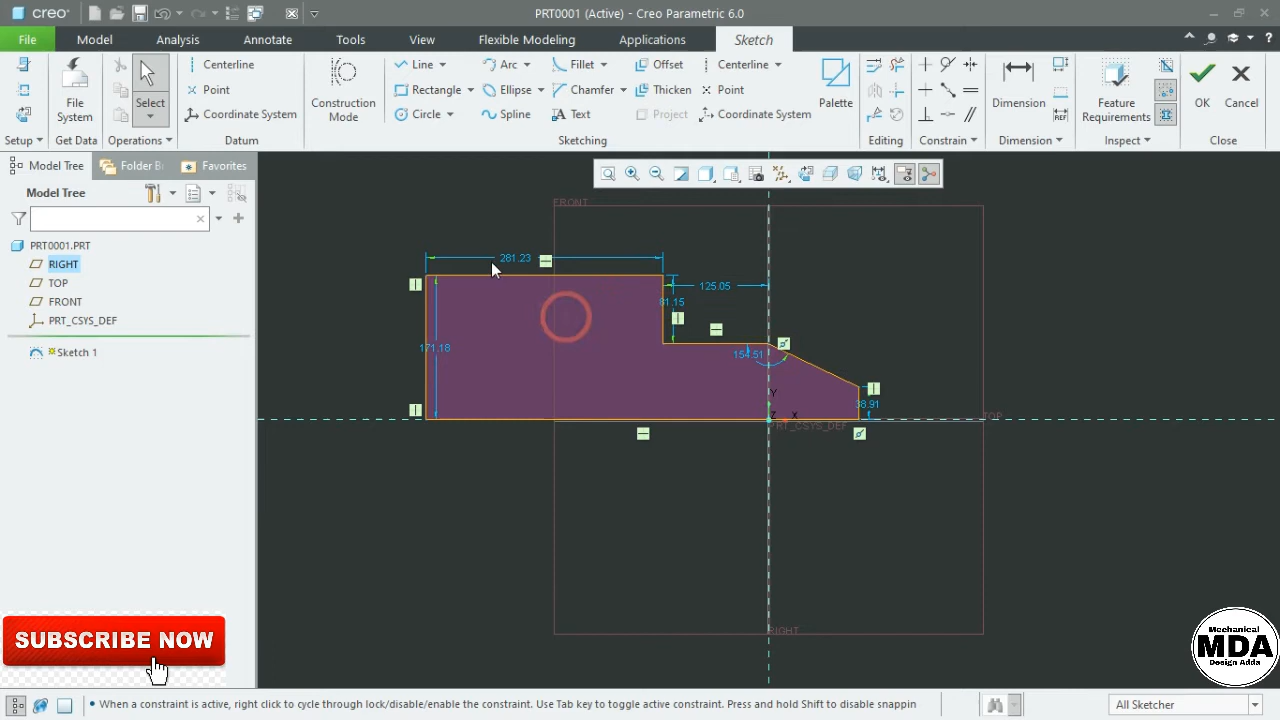 creo
PRT0001 (Active) - Creo Parametric 6.0
File Model Analysis Annotate Tools View Flexible Modeling Applications Sketch
Centerline Line Arc Fillet Offset Centerline
Point Rectangle Ellipse Chamfer Thicken Point
Coordinate System Circle Spline Text Project Coordinate System
File System
Select
Construction Mode
Palette
Dimension
Feature Requirements
OK Cancel
Setup Get Data Operations Datum Sketching Editing Constrain Dimension Inspect Close
Model Tree Folder B Favorites
Model Tree
PRT0001.PRT
RIGHT
TOP
FRONT
PRT_CSYS_DEF
Sketch 1
FRONT
281.23
125.05
81.15
171.18
154.51
Y
38.91
Z X
TOP
PRT_CSYS_DEF
RIGHT
SUBSCRIBE NOW
Mechanical
MDA
Design Adda
When a constraint is active, right click to cycle through lock/disable/enable the constraint. Use Tab key to toggle active constraint. Press and hold Shift to disable snappin
All Sketcher